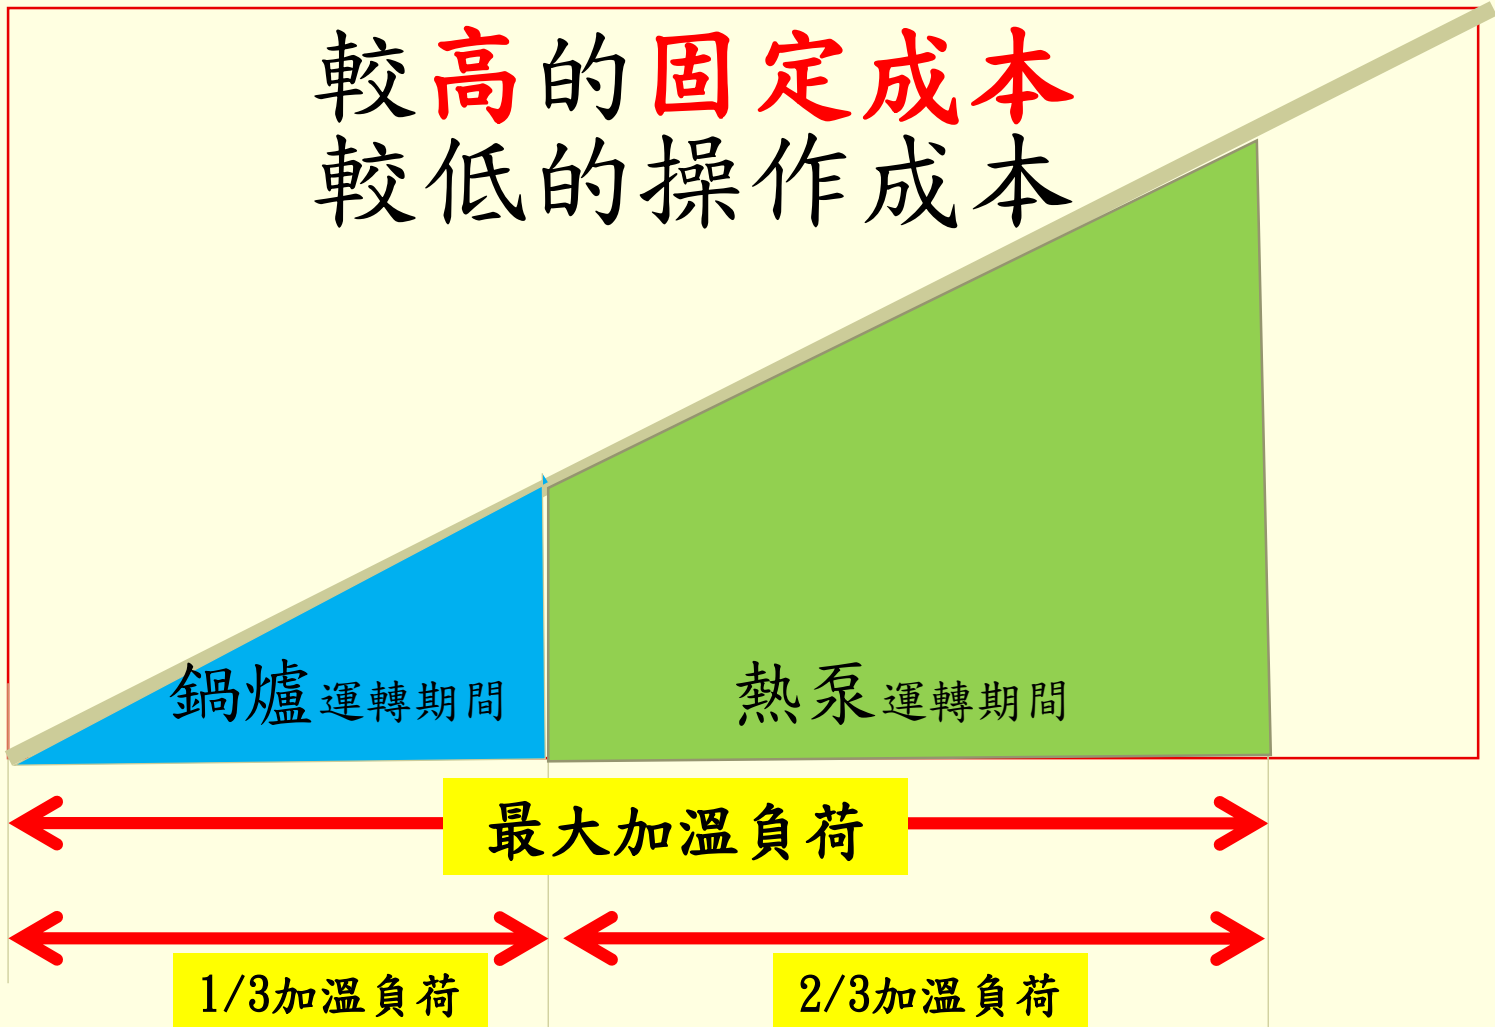 較高的固定成本
較低的操作成本
鍋爐運轉期間
熱泵運轉期間
最大加溫負荷
1/3加溫負荷
2/3加溫負荷